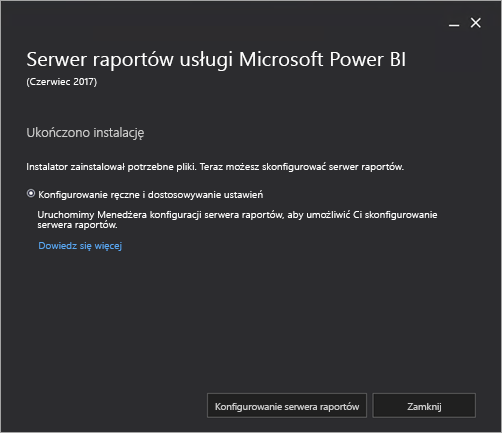 Serwer raportów usługi Microsoft Power BI
(Czerwiec 2017)
Ukończono instalację
Instalator zainstalował potrzebne pliki. Teraz możesz skonfigurować serwer raportów.
Konfigurowanie ręczne i dostosowywanie ustawień
Uruchomimy Menedżera konfiguracji serwera raportów, aby umożliwić Ci skonfigurowanie
serwera raportów.
Dowiedz się więcej
Konfigurowanie serwera raportów
Zamknij